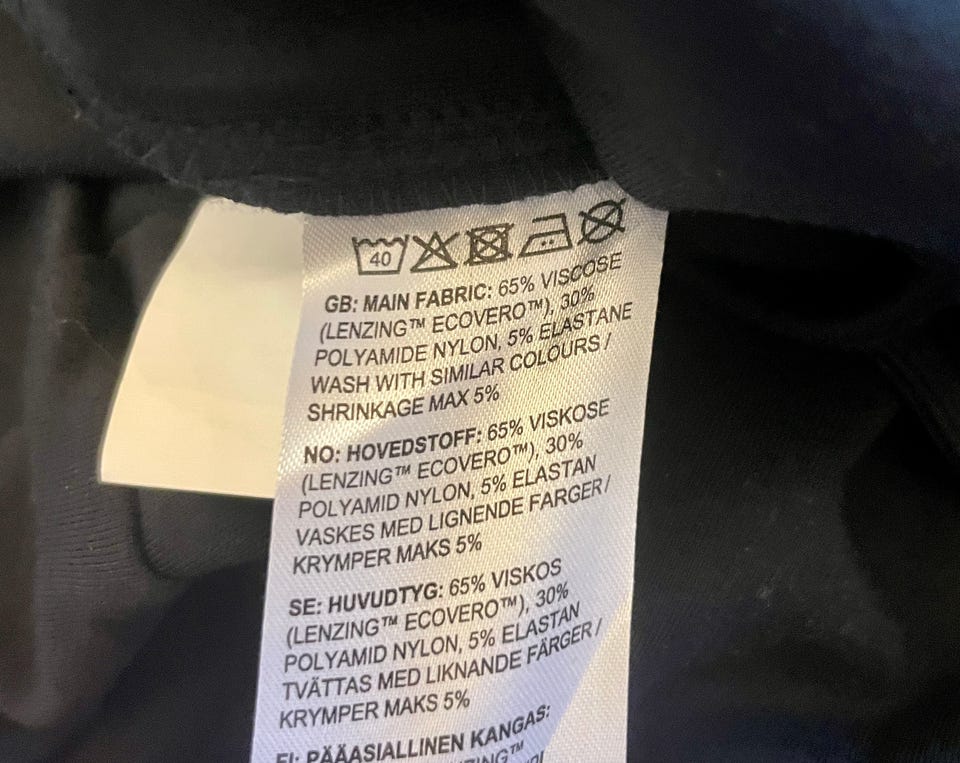 40
GB: MAIN FABRIC: 65% VISCOSE
(LENZING™ ECOVERO™), 30%
POLYAMIDE NYLON, 5% ELASTANE
WASH WITH SIMILAR COLOURS /
SHRINKAGE MAX 5%
NO: HOVEDSTOFF: 65% VISKOSE
(LENZING™ ECOVERO™), 30%
POLYAMID NYLON, 5% ELASTAN
VASKES MED LIGNENDE FARGER/
KRYMPER MAKS 5%
SE: HUVUDTYG: 65% VISKOS
(LENZING™ ECOVERO™), 30%
POLYAMID NYLON, 5% ELASTAN
TVÄTTAS MED LIKNANDE FÄRGER /
KRYMPER MAKS 5%
FI: PÄÄASIALLINEN KANGAS: